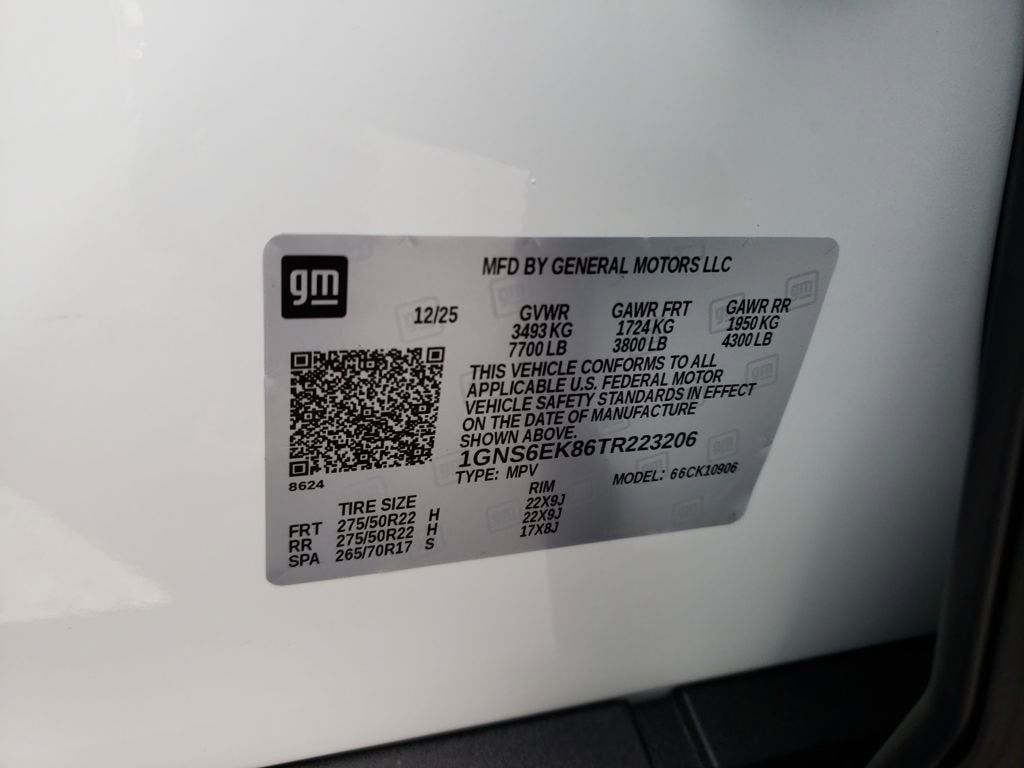 gm
MFD BY GENERAL MOTORS LLC
12/25 GVWR GAWR FRT GAWR RR
3493 KG 1724 KG 1950 KG
7700 LB 3800 LB 4300 LB
THIS VEHICLE CONFORMS TO ALL
APPLICABLE U.S. FEDERAL MOTOR
VEHICLE SAFETY STANDARDS IN EFFECT
ON THE DATE OF MANUFACTURE
SHOWN ABOVE.
1GNS6EK86TR223206
TYPE: MPV MODEL: 66CK10906
8624
TIRE SIZE RIM
FRT 275/50R22 H 22X9J
RR 275/50R22 H 22X9J
SPA 265/70R17 S 17X8J